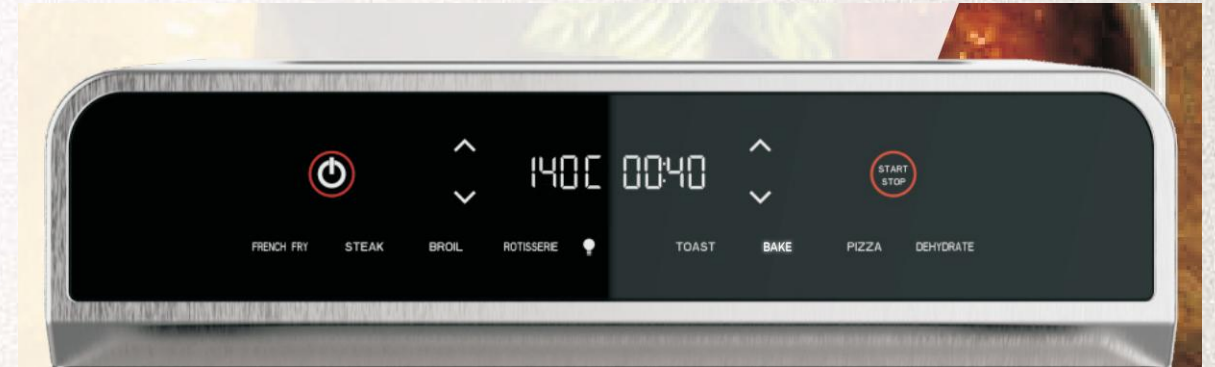 140C 00:40
START
STOP
FRENCH FRY STEAK BROIL ROTISSERIE TOAST BAKE PIZZA DEHYDRATE